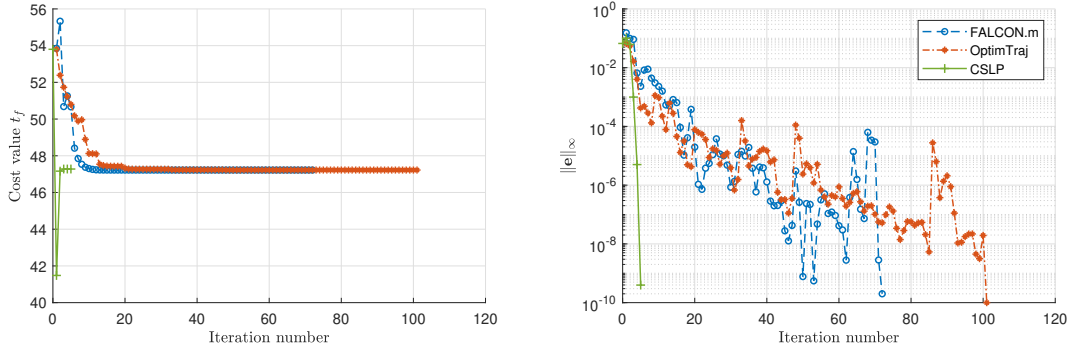 56
54
52
50
48
46
44
42
40
Cost value t_f
0 20 40 60 80 100 120
Iteration number
10^0
10^-2
10^-4
10^-6
10^-8
10^-10
‖e‖_∞
FALCON.m
OptimTraj
CSLP
0 20 40 60 80 100 120
Iteration number